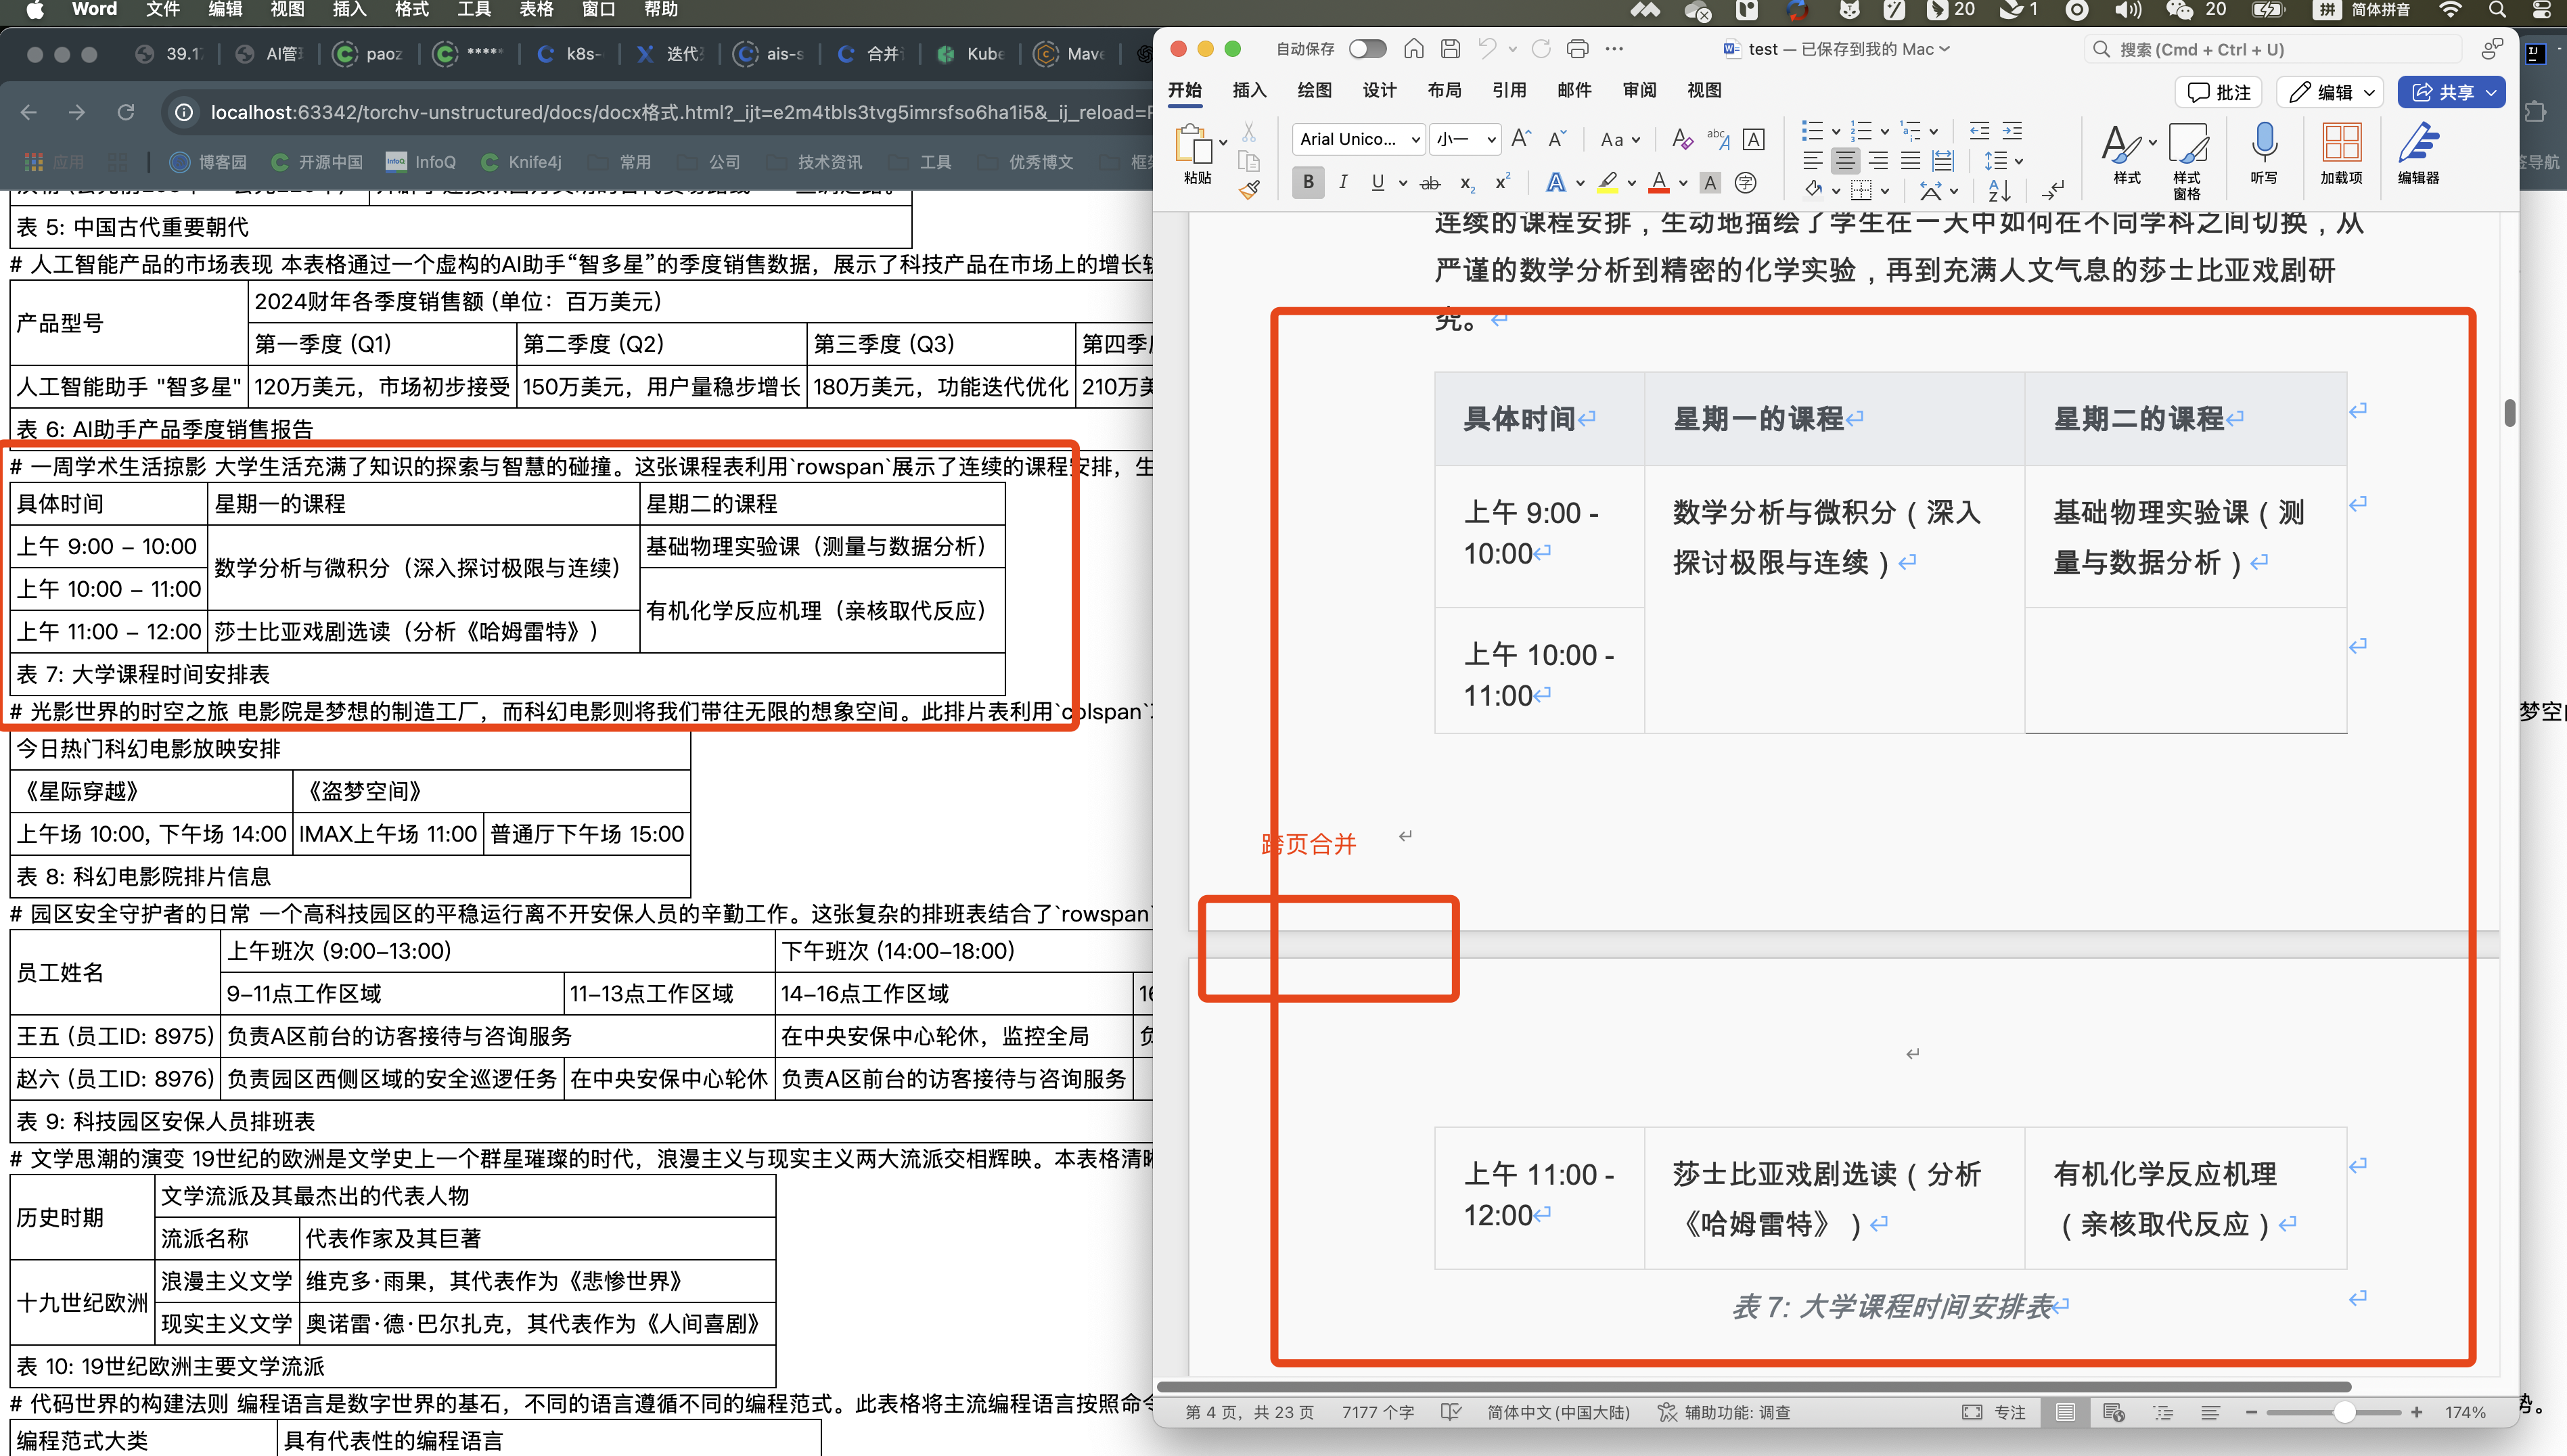 Word 文件 编辑 视图 插入 格式 工具 表格 窗口 帮助
20 1 20 拼 简体拼音
39.1 AI管 paoz **** k8s- 迭代 ais-s 合并 Kube Mave
localhost:63342/torchv-unstructured/docs/docx格式.html?_ijt=e2m4tbls3tvg5imrsfso6ha1i5&_ij_reload=
应用 博客园 开源中国 InfoQ Knife4j 常用 公司 技术资讯 工具 优秀博文 框
表 5: 中国古代重要朝代
# 人工智能产品的市场表现 本表格通过一个虚构的AI助手“智多星”的季度销售数据，展示了科技产品在市场上的增长
产品型号
2024财年各季度销售额 (单位：百万美元)
第一季度 (Q1) 第二季度 (Q2) 第三季度 (Q3) 第四季
人工智能助手 "智多星" 120万美元，市场初步接受 150万美元，用户量稳步增长 180万美元，功能迭代优化 210万美
表 6: AI助手产品季度销售报告
# 一周学术生活掠影 大学生活充满了知识的探索与智慧的碰撞。这张课程表利用`rowspan`展示了连续的课程安排，生
具体时间 星期一的课程 星期二的课程
上午 9:00 – 10:00 数学分析与微积分（深入探讨极限与连续） 基础物理实验课（测量与数据分析）
上午 10:00 – 11:00 有机化学反应机理（亲核取代反应）
上午 11:00 – 12:00 莎士比亚戏剧选读（分析《哈姆雷特》）
表 7: 大学课程时间安排表
# 光影世界的时空之旅 电影院是梦想的制造工厂，而科幻电影则将我们带往无限的想象空间。此排片表利用`colspan`
今日热门科幻电影放映安排
《星际穿越》 《盗梦空间》
上午场 10:00, 下午场 14:00 IMAX上午场 11:00 普通厅下午场 15:00
表 8: 科幻电影院排片信息
# 园区安全守护者的日常 一个高科技园区的平稳运行离不开安保人员的辛勤工作。这张复杂的排班表结合了`rowspan`
员工姓名
上午班次 (9:00–13:00) 下午班次 (14:00–18:00)
9–11点工作区域 11–13点工作区域 14–16点工作区域 16
王五 (员工ID: 8975) 负责A区前台的访客接待与咨询服务 在中央安保中心轮休，监控全局 负
赵六 (员工ID: 8976) 负责园区西侧区域的安全巡逻任务 在中央安保中心轮休 负责A区前台的访客接待与咨询服务
表 9: 科技园区安保人员排班表
# 文学思潮的演变 19世纪的欧洲是文学史上一个群星璀璨的时代，浪漫主义与现实主义两大流派交相辉映。本表格清晰
历史时期
文学流派及其最杰出的代表人物
流派名称 代表作家及其巨著
十九世纪欧洲
浪漫主义文学 维克多·雨果，其代表作为《悲惨世界》
现实主义文学 奥诺雷·德·巴尔扎克，其代表作为《人间喜剧》
表 10: 19世纪欧洲主要文学流派
# 代码世界的构建法则 编程语言是数字世界的基石，不同的语言遵循不同的编程范式。此表格将主流编程语言按照命令
编程范式大类 具有代表性的编程语言
自动保存 test — 已保存到我的 Mac 搜索 (Cmd + Ctrl + U)
开始 插入 绘图 设计 布局 引用 邮件 审阅 视图 批注 编辑 共享
粘贴 Arial Unico... 小一 Aa
B I U ab x₂ x² A A A 字
样式 样式窗格 听写 加载项 编辑器
连续的课程安排，生动地描绘了学生在一天中如何在不同学科之间切换，从
严谨的数学分析到精密的化学实验，再到充满人文气息的莎士比亚戏剧研
究。
具体时间 星期一的课程 星期二的课程
上午 9:00 - 数学分析与微积分（深入 基础物理实验课（测
10:00 探讨极限与连续） 量与数据分析）
上午 10:00 -
11:00
跨页合并
上午 11:00 - 莎士比亚戏剧选读（分析 有机化学反应机理
12:00 《哈姆雷特》） （亲核取代反应）
表 7: 大学课程时间安排表
第 4 页，共 23 页 7177 个字 简体中文 (中国大陆) 辅助功能: 调查 专注 174%
签导航
梦空
势。